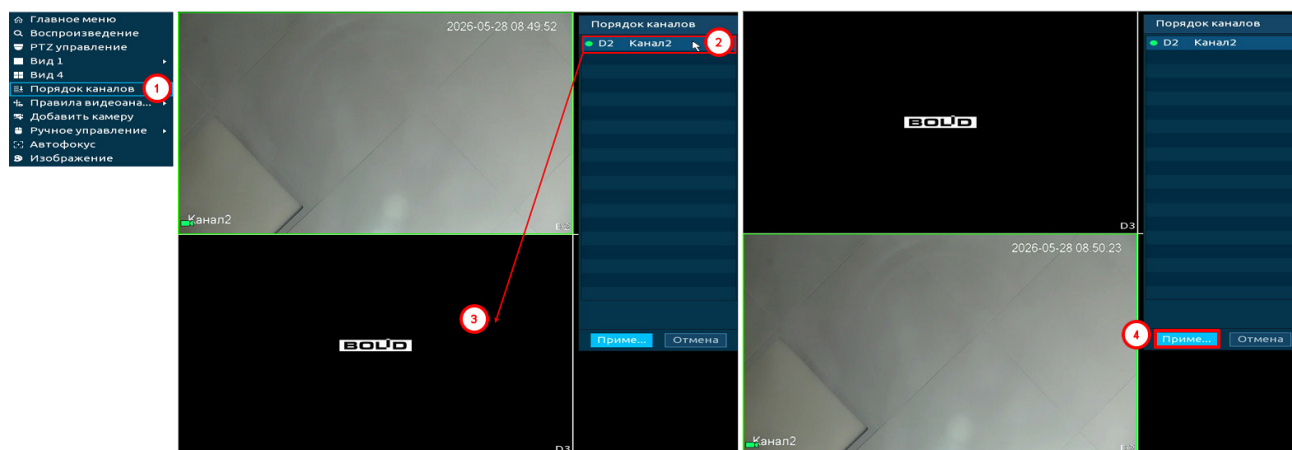 Главное меню
Воспроизведение
PTZ управление
Вид 1
Вид 4
Порядок каналов
1
Правила видеоана...
Добавить камеру
Ручное управление
Автофокус
Изображение
2026-05-28 08:49:52
Канал2
BOLID
3
D3
Порядок каналов
D2 Канал2
2
Приме...
Отмена
BOLID
D3
2026-05-28 08:50:23
Канал2
Порядок каналов
D2 Канал2
4
Приме...
Отмена